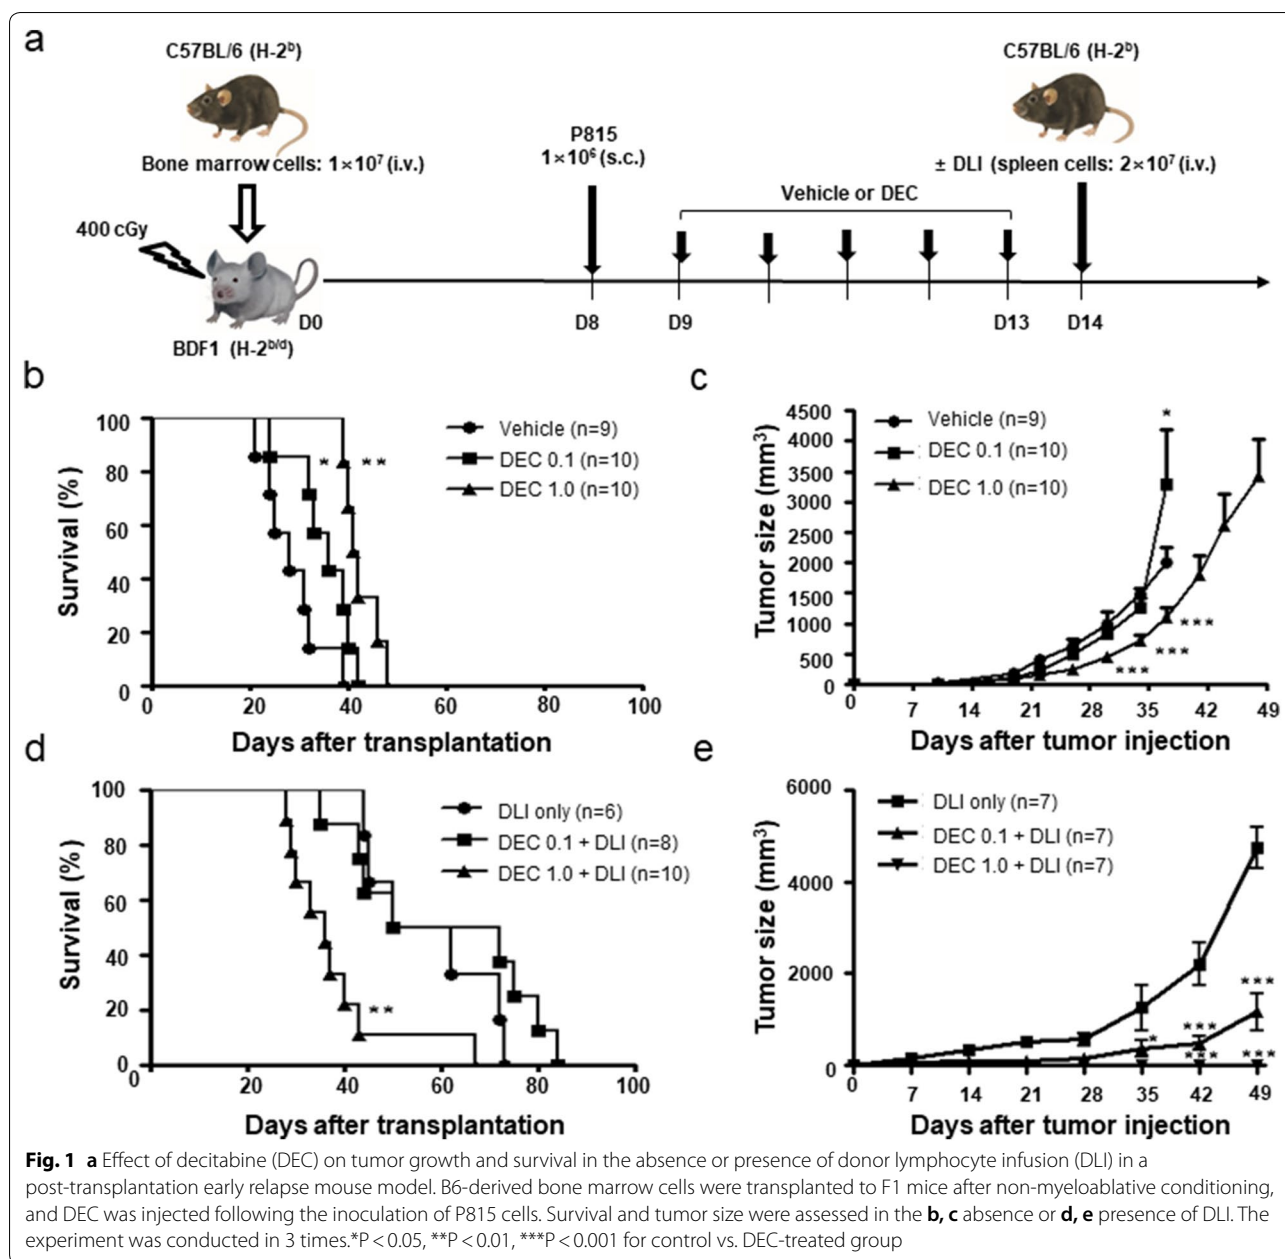 a
C57BL/6 (H-2ᵇ)
C57BL/6 (H-2ᵇ)
P815
1×10⁶ (s.c.)
Bone marrow cells: 1×10⁷ (i.v.)
± DLI (spleen cells: 2×10⁷ (i.v.)
Vehicle or DEC
400 cGy
D0
D8
D9
D13
D14
BDF1 (H-2ᵇ/ᵈ)
b
Survival (%)
100
80
60
40
20
0
Vehicle (n=9)
DEC 0.1 (n=10)
DEC 1.0 (n=10)
*
**
0 20 40 60 80 100
Days after transplantation
c
Tumor size (mm³)
4500
4000
3500
3000
2500
2000
1500
1000
500
0
Vehicle (n=9)
DEC 0.1 (n=10)
DEC 1.0 (n=10)
*
***
***
***
0 7 14 21 28 35 42 49
Days after tumor injection
d
Survival (%)
100
80
60
40
20
0
DLI only (n=6)
DEC 0.1 + DLI (n=8)
DEC 1.0 + DLI (n=10)
**
20 40 60 80 100
Days after transplantation
e
Tumor size (mm³)
6000
4000
2000
0
DLI only (n=7)
DEC 0.1 + DLI (n=7)
DEC 1.0 + DLI (n=7)
***
***
*
***
***
0 7 14 21 28 35 42 49
Days after tumor injection
Fig. 1 a Effect of decitabine (DEC) on tumor growth and survival in the absence or presence of donor lymphocyte infusion (DLI) in a
post-transplantation early relapse mouse model. B6-derived bone marrow cells were transplanted to F1 mice after non-myeloablative conditioning,
and DEC was injected following the inoculation of P815 cells. Survival and tumor size were assessed in the b, c absence or d, e presence of DLI. The
experiment was conducted in 3 times.*P < 0.05, **P < 0.01, ***P < 0.001 for control vs. DEC-treated group